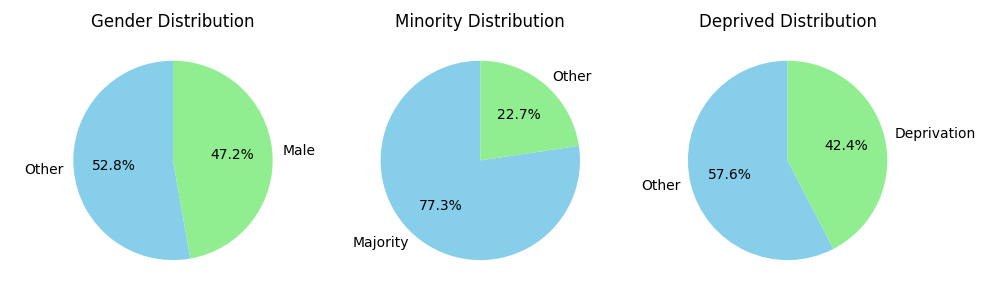 Gender Distribution
Other
52.8%
47.2%
Male
Minority Distribution
Other
22.7%
77.3%
Majority
Deprived Distribution
Deprivation
42.4%
57.6%
Other